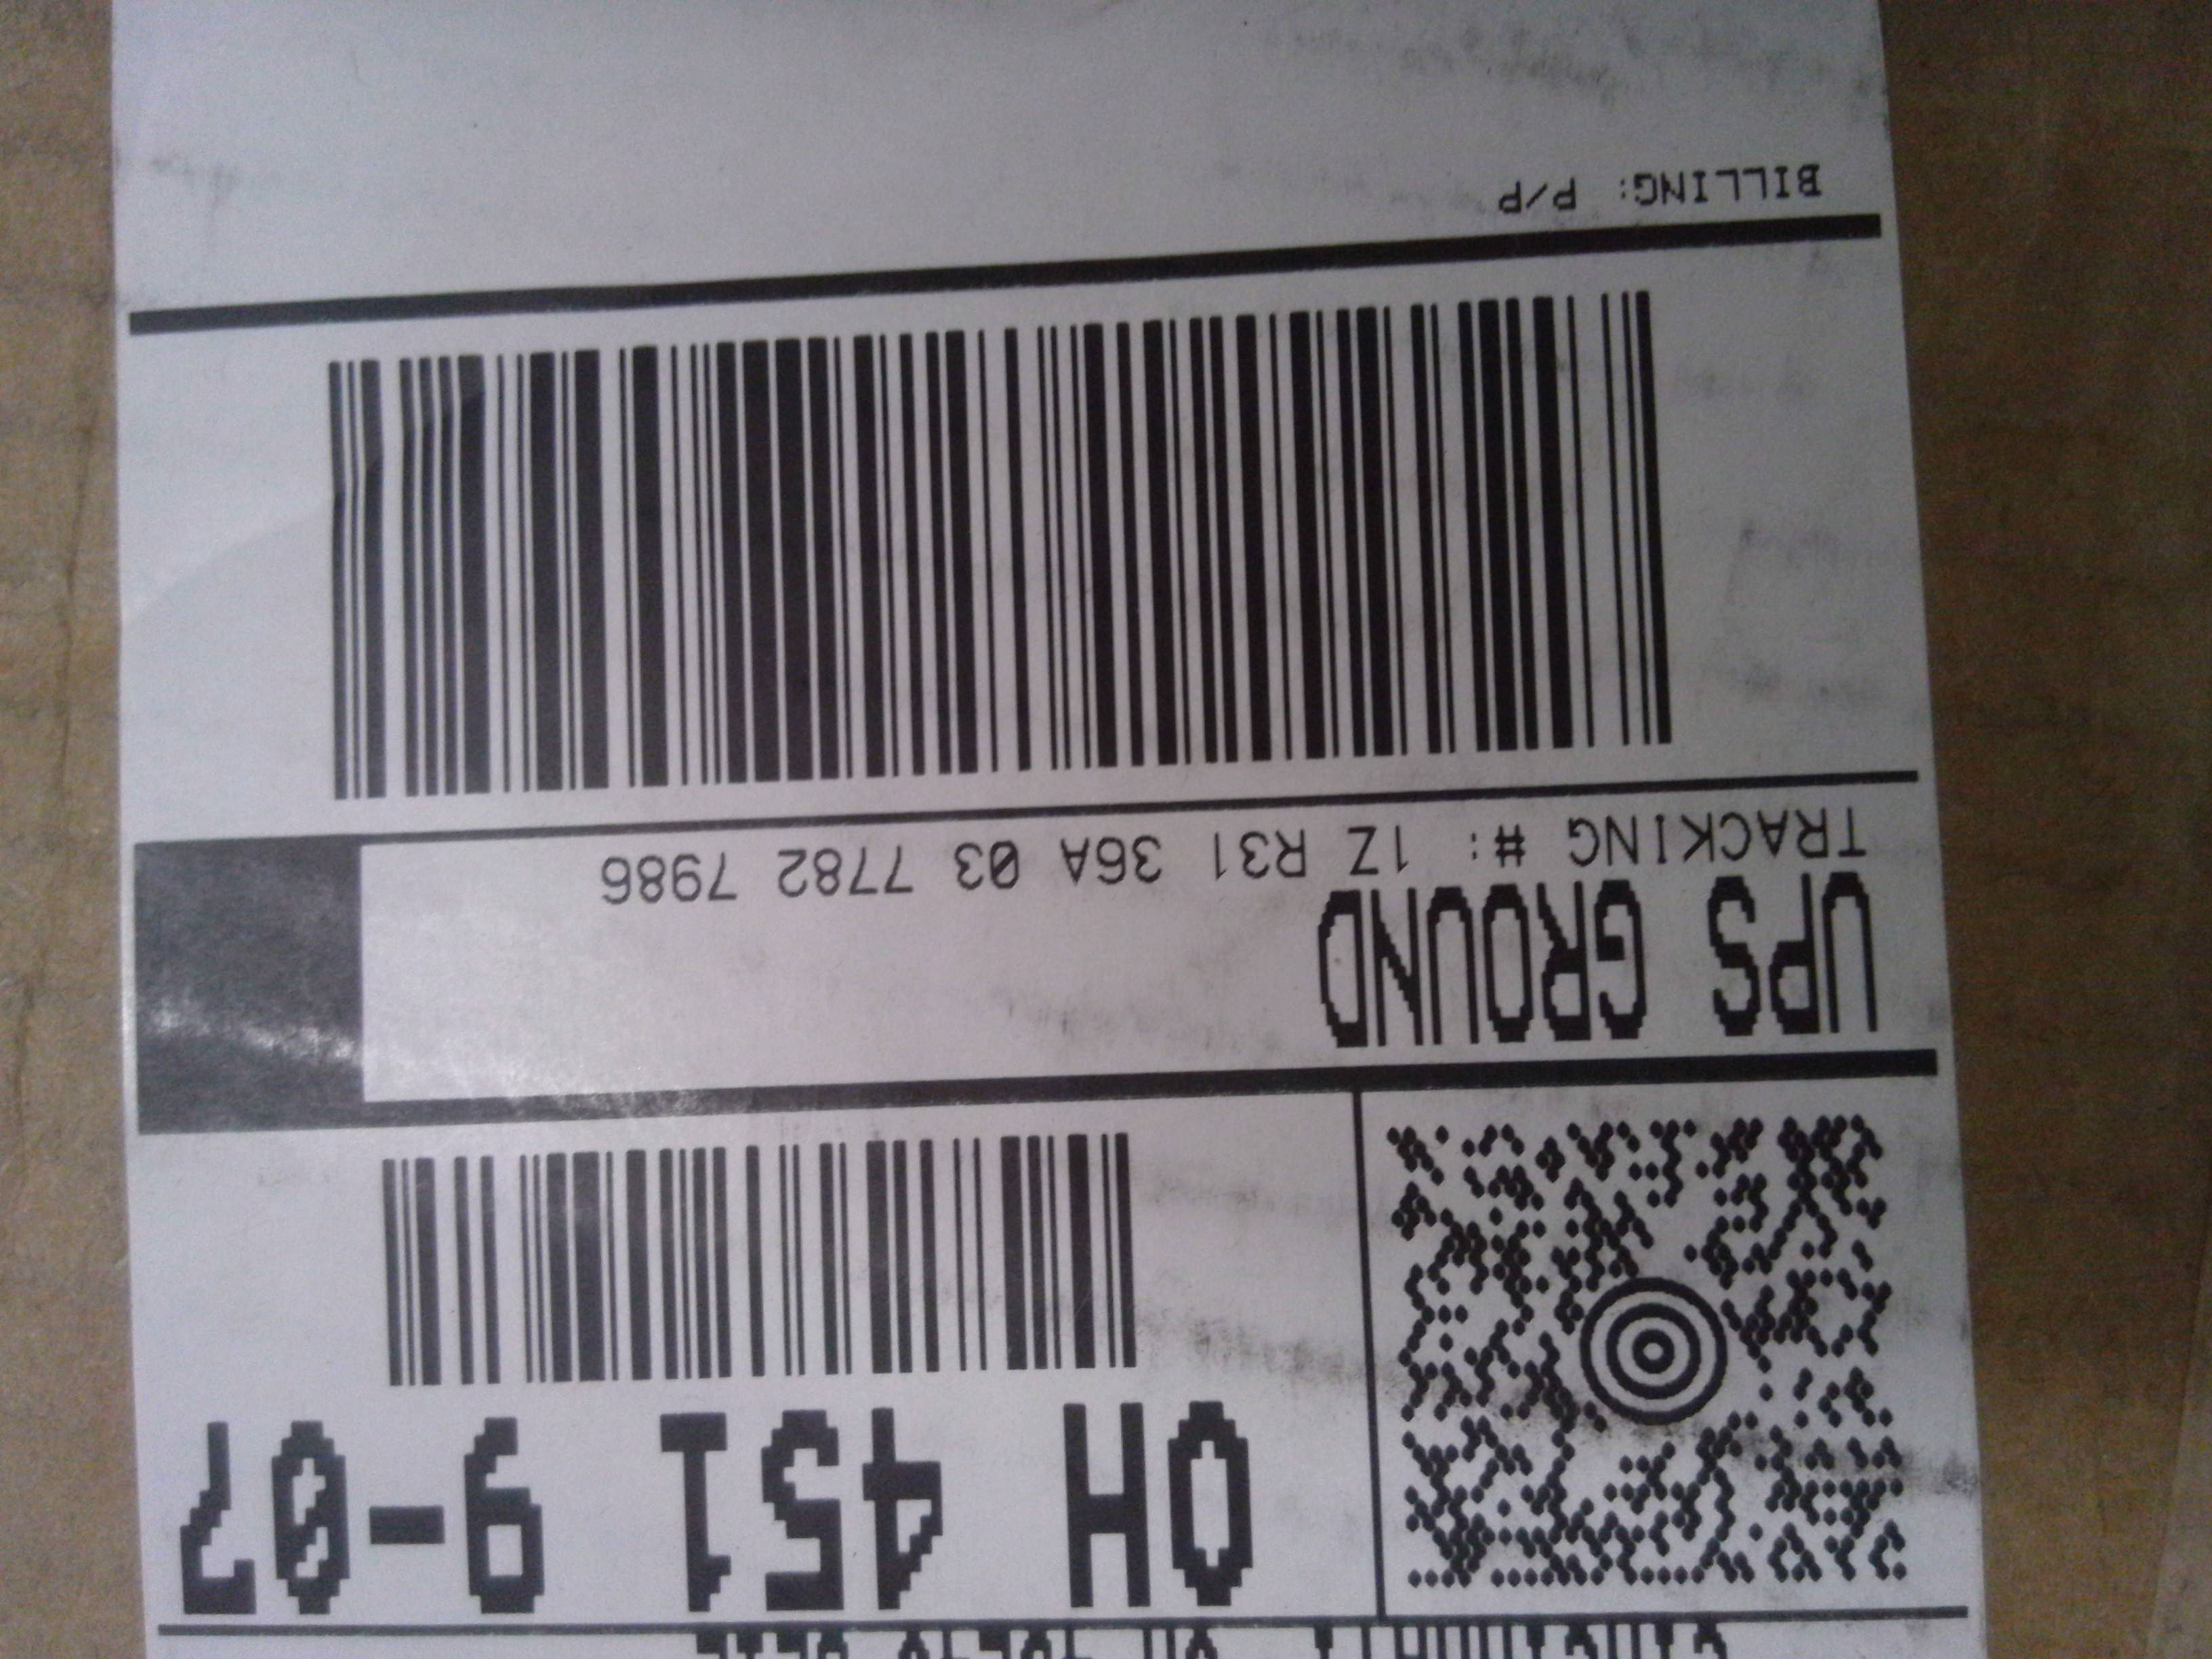 OH 451 9-07
UPS GROUND
TRACKING #: 1Z R31 36A 03 7782 7986
BILLING: P/P